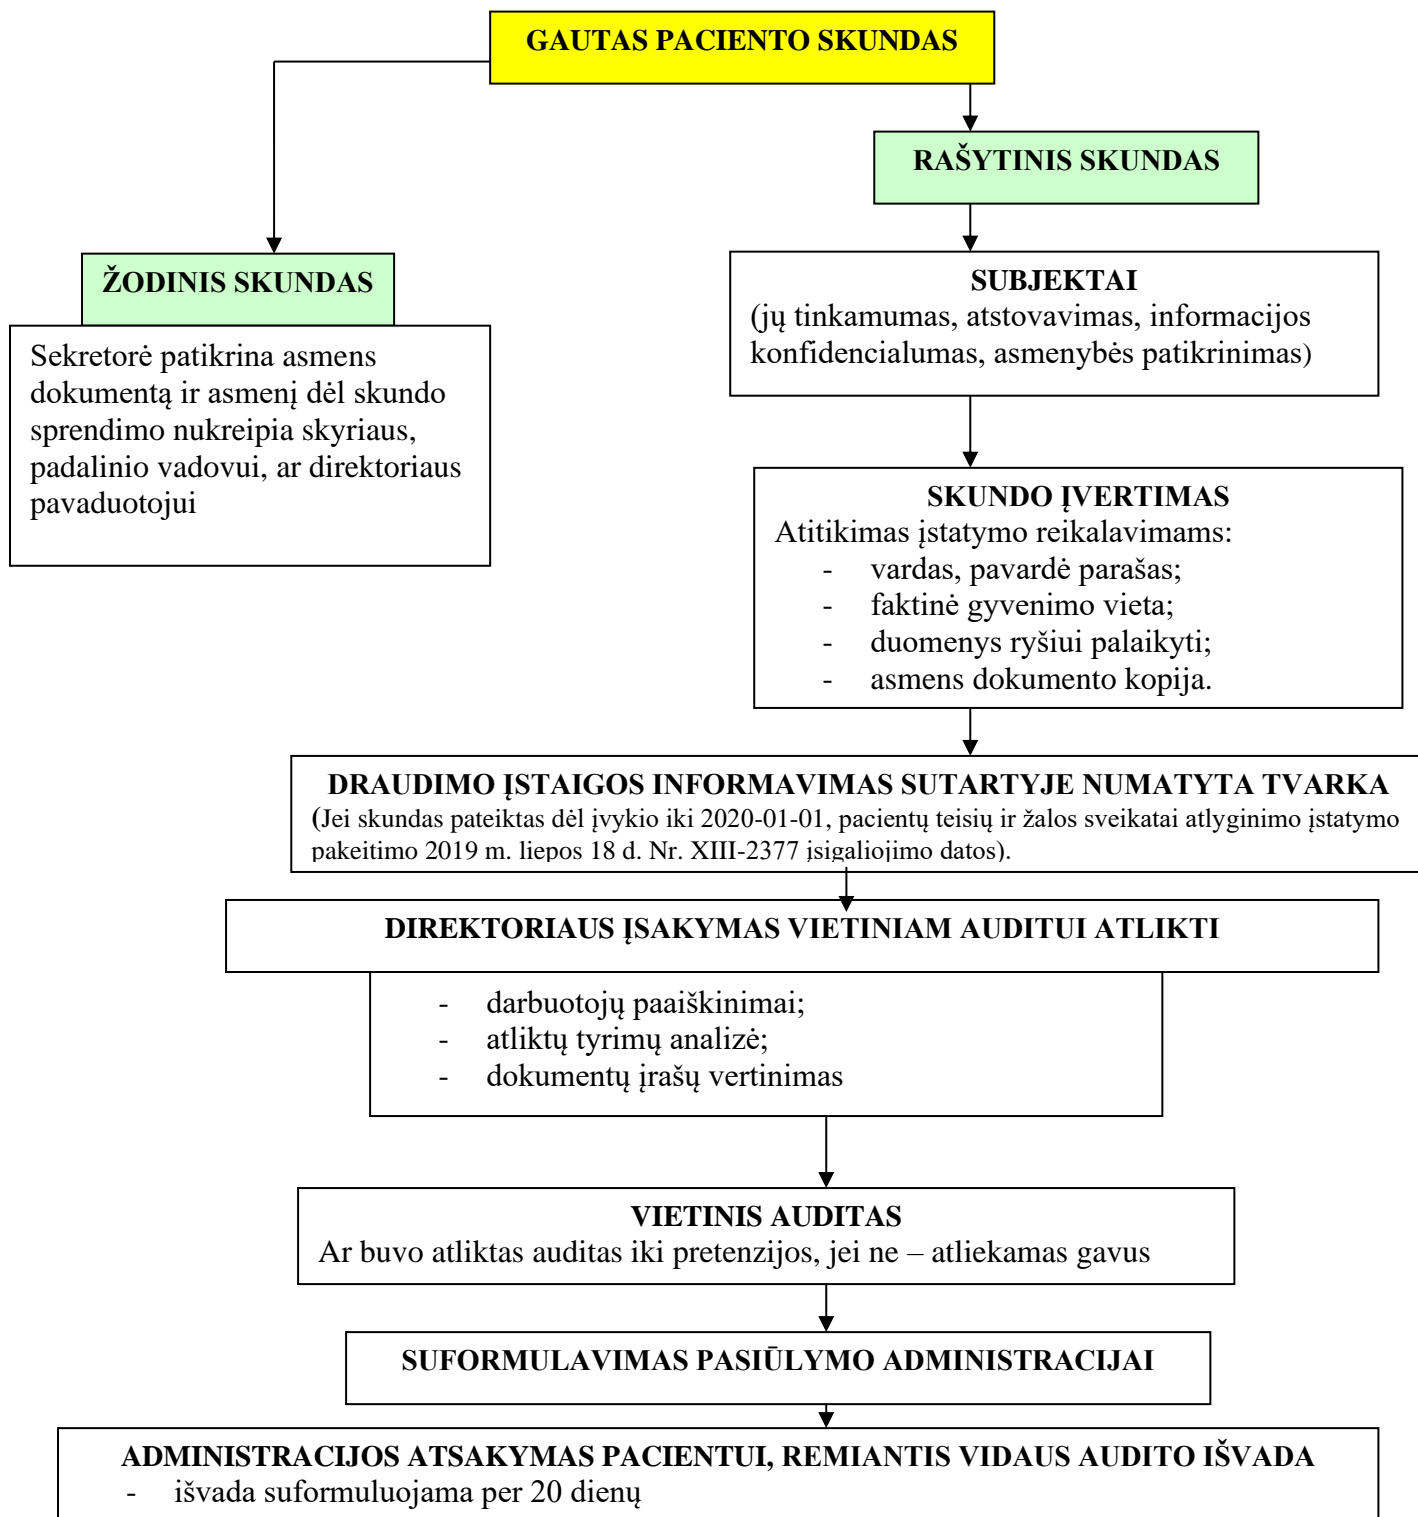 GAUTAS PACIENTO SKUNDAS
RAŠYTINIS SKUNDAS
ŽODINIS SKUNDAS
Sekretorė patikrina asmens
dokumentą ir asmenį dėl skundo
sprendimo nukreipia skyriaus,
padalinio vadovui, ar direktoriaus
pavaduotojui
SUBJEKTAI
(jų tinkamumas, atstovavimas, informacijos
konfidencialumas, asmenybės patikrinimas)
SKUNDO ĮVERTIMAS
Atitikimas įstatymo reikalavimams:
- vardas, pavardė parašas;
- faktinė gyvenimo vieta;
- duomenys ryšiui palaikyti;
- asmens dokumento kopija.
DRAUDIMO ĮSTAIGOS INFORMAVIMAS SUTARTYJE NUMATYTA TVARKA
(Jei skundas pateiktas dėl įvykio iki 2020-01-01, pacientų teisių ir žalos sveikatai atlyginimo įstatymo
pakeitimo 2019 m. liepos 18 d. Nr. XIII-2377 įsigaliojimo datos).
DIREKTORIAUS ĮSAKYMAS VIETINIAM AUDITUI ATLIKTI
- darbuotojų paaiškinimai;
- atliktų tyrimų analizė;
- dokumentų įrašų vertinimas
VIETINIS AUDITAS
Ar buvo atliktas auditas iki pretenzijos, jei ne – atliekamas gavus
SUFORMULAVIMAS PASIŪLYMO ADMINISTRACIJAI
ADMINISTRACIJOS ATSAKYMAS PACIENTUI, REMIANTIS VIDAUS AUDITO IŠVADA
- išvada suformuluojama per 20 dienų